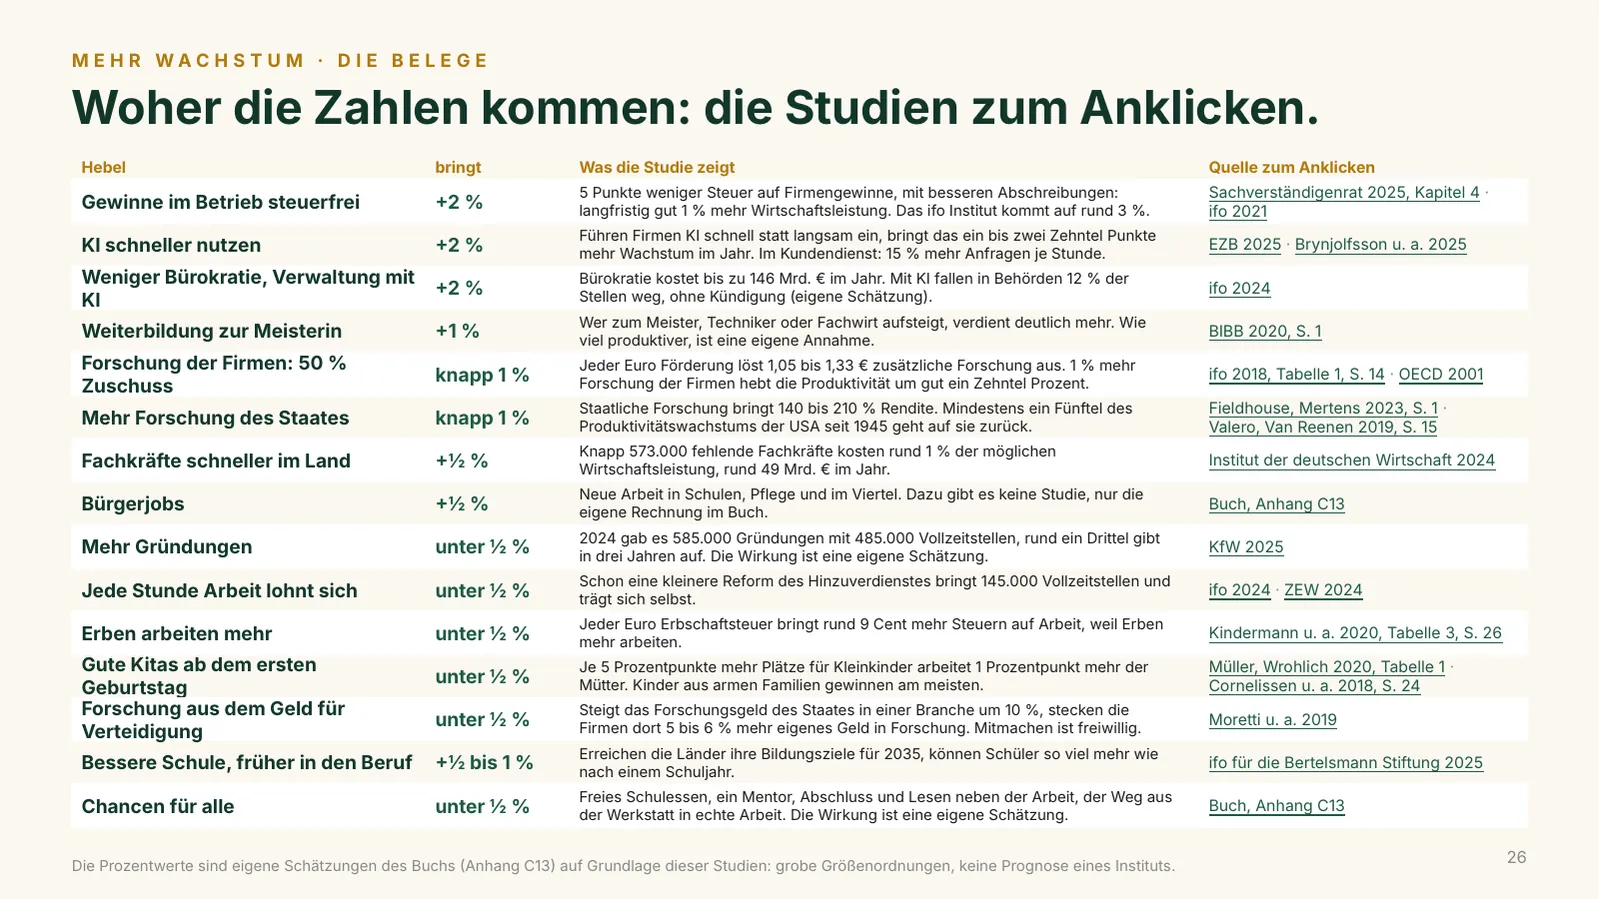 MEHR WACHSTUM · DIE BELEGE
Woher die Zahlen kommen: die Studien zum Anklicken.
Hebel bringt Was die Studie zeigt Quelle zum Anklicken
Gewinne im Betrieb steuerfrei
+2 %
5 Punkte weniger Steuer auf Firmengewinne, mit besseren Abschreibungen:
langfristig gut 1 % mehr Wirtschaftsleistung. Das ifo Institut kommt auf rund 3 %.
Sachverständigenrat 2025, Kapitel 4 ·
ifo 2021
KI schneller nutzen
+2 %
Führen Firmen KI schnell statt langsam ein, bringt das ein bis zwei Zehntel Punkte
mehr Wachstum im Jahr. Im Kundendienst: 15 % mehr Anfragen je Stunde.
EZB 2025 · Brynjolfsson u. a. 2025
Weniger Bürokratie, Verwaltung mit
KI
+2 %
Bürokratie kostet bis zu 146 Mrd. € im Jahr. Mit KI fallen in Behörden 12 % der
Stellen weg, ohne Kündigung (eigene Schätzung).
ifo 2024
Weiterbildung zur Meisterin
+1 %
Wer zum Meister, Techniker oder Fachwirt aufsteigt, verdient deutlich mehr. Wie
viel produktiver, ist eine eigene Annahme.
BIBB 2020, S. 1
Forschung der Firmen: 50 %
Zuschuss
knapp 1 %
Jeder Euro Förderung löst 1,05 bis 1,33 € zusätzliche Forschung aus. 1 % mehr
Forschung der Firmen hebt die Produktivität um gut ein Zehntel Prozent.
ifo 2018, Tabelle 1, S. 14 · OECD 2001
Mehr Forschung des Staates
knapp 1 %
Staatliche Forschung bringt 140 bis 210 % Rendite. Mindestens ein Fünftel des
Produktivitätswachstums der USA seit 1945 geht auf sie zurück.
Fieldhouse, Mertens 2023, S. 1 ·
Valero, Van Reenen 2019, S. 15
Fachkräfte schneller im Land
+½ %
Knapp 573.000 fehlende Fachkräfte kosten rund 1 % der möglichen
Wirtschaftsleistung, rund 49 Mrd. € im Jahr.
Institut der deutschen Wirtschaft 2024
Bürgerjobs
+½ %
Neue Arbeit in Schulen, Pflege und im Viertel. Dazu gibt es keine Studie, nur die
eigene Rechnung im Buch.
Buch, Anhang C13
Mehr Gründungen
unter ½ %
2024 gab es 585.000 Gründungen mit 485.000 Vollzeitstellen, rund ein Drittel gibt
in drei Jahren auf. Die Wirkung ist eine eigene Schätzung.
KfW 2025
Jede Stunde Arbeit lohnt sich
unter ½ %
Schon eine kleinere Reform des Hinzuverdienstes bringt 145.000 Vollzeitstellen und
trägt sich selbst.
ifo 2024 · ZEW 2024
Erben arbeiten mehr
unter ½ %
Jeder Euro Erbschaftsteuer bringt rund 9 Cent mehr Steuern auf Arbeit, weil Erben
mehr arbeiten.
Kindermann u. a. 2020, Tabelle 3, S. 26
Gute Kitas ab dem ersten
Geburtstag
unter ½ %
Je 5 Prozentpunkte mehr Plätze für Kleinkinder arbeitet 1 Prozentpunkt mehr der
Mütter. Kinder aus armen Familien gewinnen am meisten.
Müller, Wrohlich 2020, Tabelle 1 ·
Cornelissen u. a. 2018, S. 24
Forschung aus dem Geld für
Verteidigung
unter ½ %
Steigt das Forschungsgeld des Staates in einer Branche um 10 %, stecken die
Firmen dort 5 bis 6 % mehr eigenes Geld in Forschung. Mitmachen ist freiwillig.
Moretti u. a. 2019
Bessere Schule, früher in den Beruf
+½ bis 1 %
Erreichen die Länder ihre Bildungsziele für 2035, können Schüler so viel mehr wie
nach einem Schuljahr.
ifo für die Bertelsmann Stiftung 2025
Chancen für alle
unter ½ %
Freies Schulessen, ein Mentor, Abschluss und Lesen neben der Arbeit, der Weg aus
der Werkstatt in echte Arbeit. Die Wirkung ist eine eigene Schätzung.
Buch, Anhang C13
Die Prozentwerte sind eigene Schätzungen des Buchs (Anhang C13) auf Grundlage dieser Studien: grobe Größenordnungen, keine Prognose eines Instituts.
26